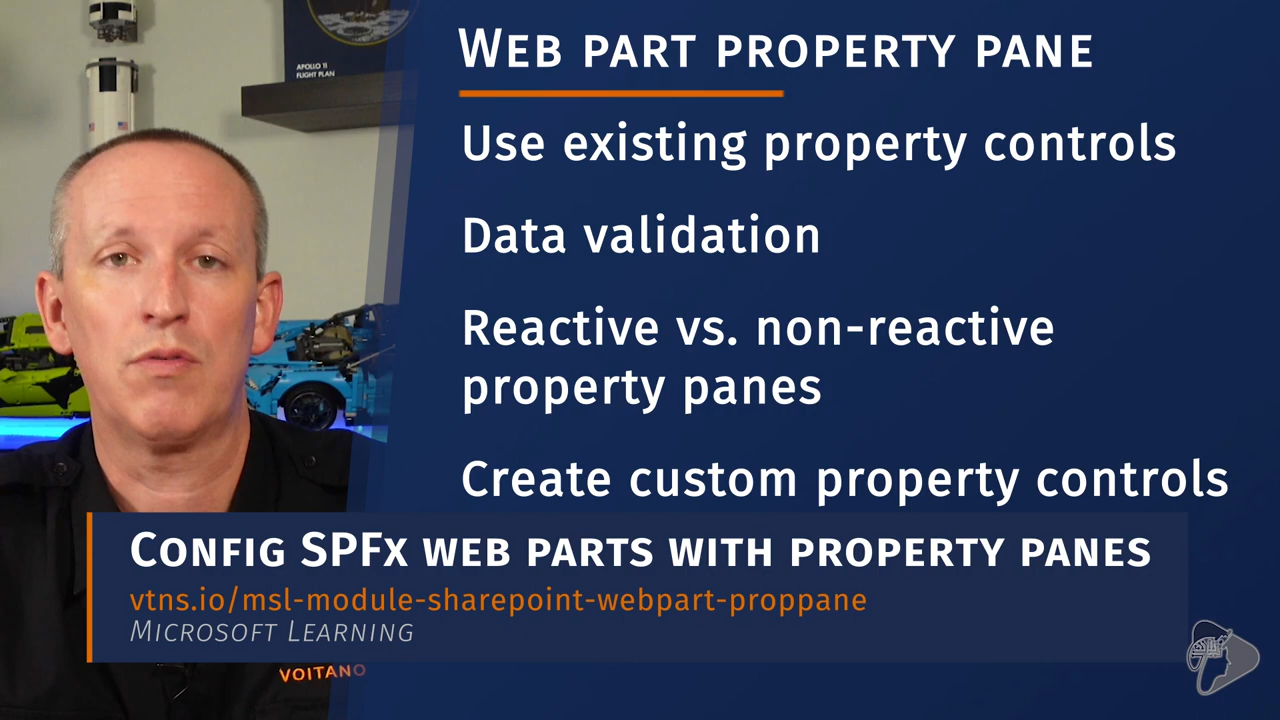 APOLLO 11
FLIGHT PLAN
WEB PART PROPERTY PANE
Use existing property controls
Data validation
Reactive vs. non-reactive
property panes
Create custom property controls
CONFIG SPFX WEB PARTS WITH PROPERTY PANES
vtns.io/msl-module-sharepoint-webpart-proppane
MICROSOFT LEARNING
VOITANO